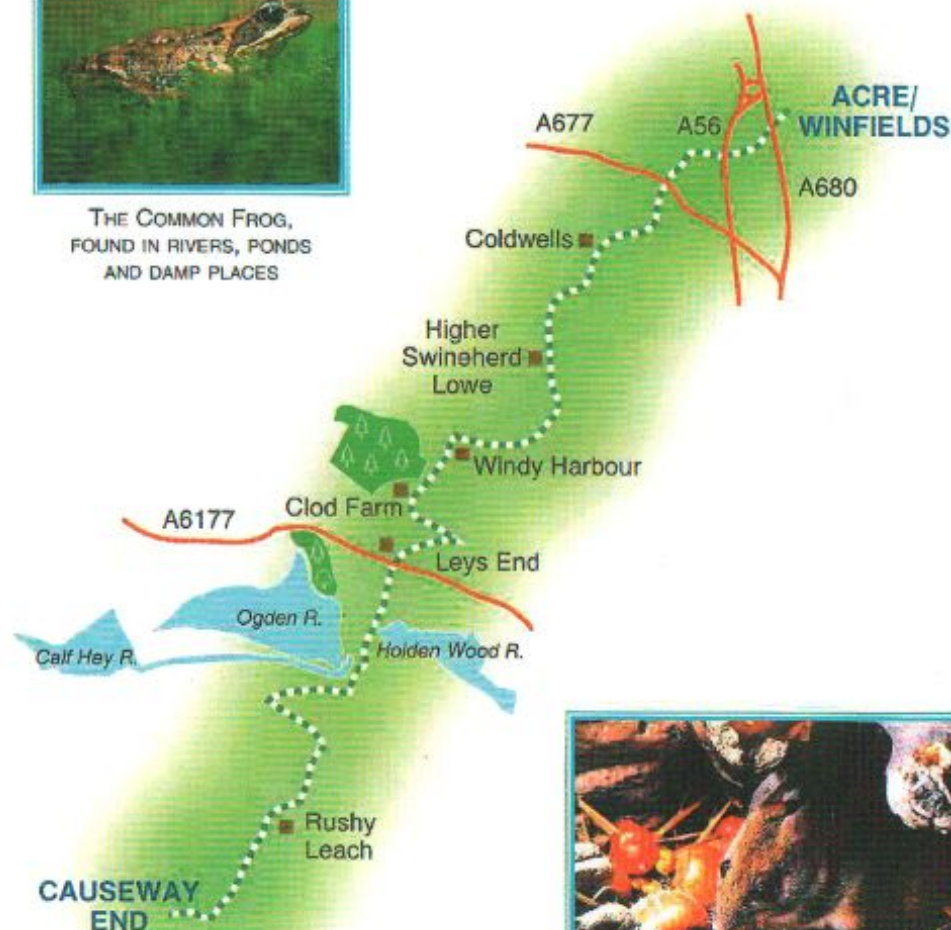 THE COMMON FROG,
FOUND IN RIVERS, PONDS
AND DAMP PLACES
ACRE/
WINFIELDS
A677
A56
A680
Coldwells
Higher
Swineherd
Lowe
Windy Harbour
Clod Farm
A6177
Leys End
Ogden R.
Calf Hey R.
Holden Wood R.
Rushy
Leach
CAUSEWAY
END